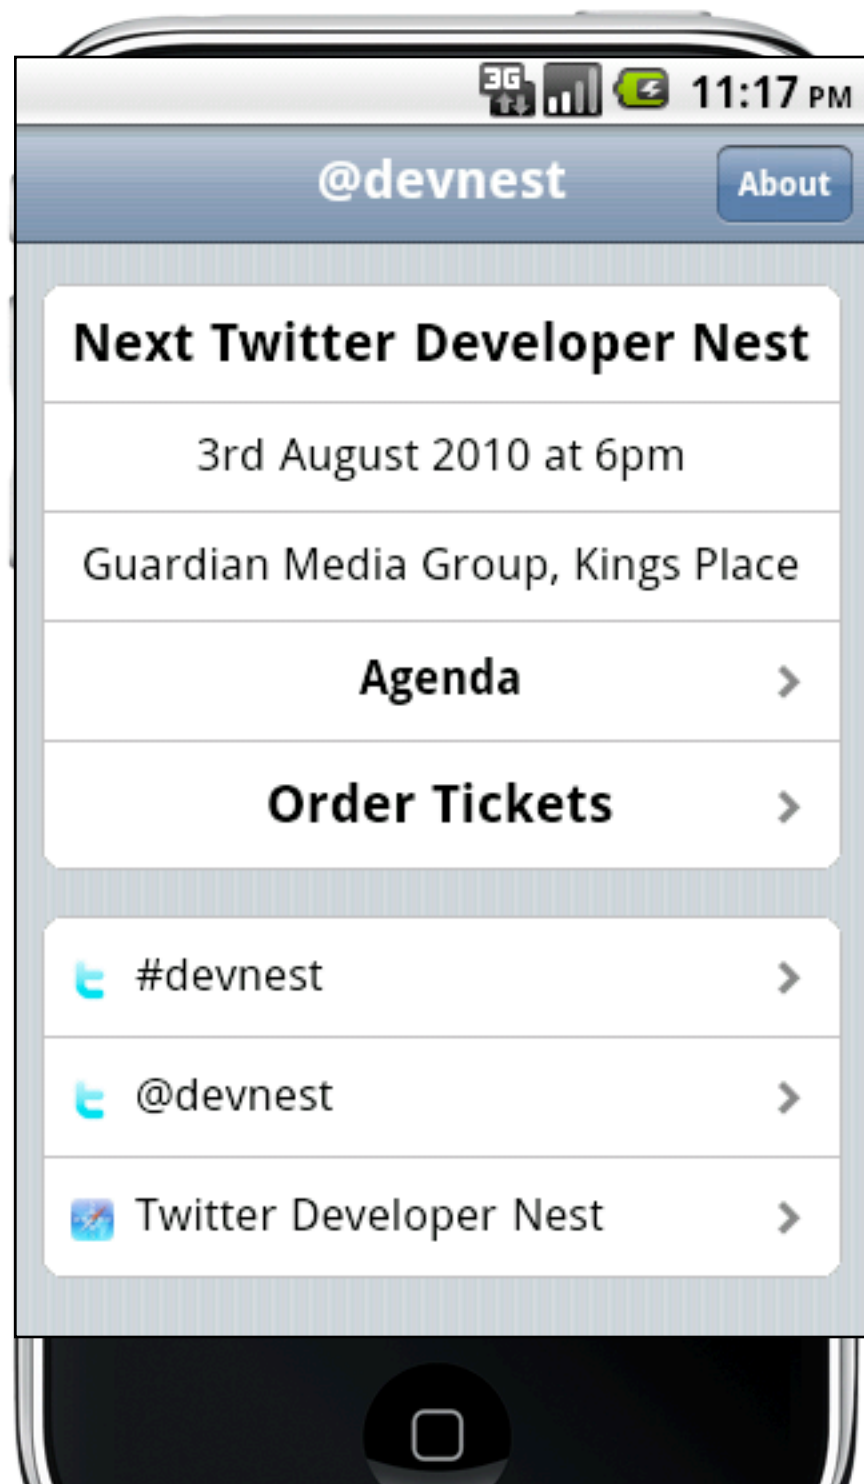 3G 11:17 PM
@devnest About
Next Twitter Developer Nest
3rd August 2010 at 6pm
Guardian Media Group, Kings Place
Agenda
Order Tickets
#devnest
@devnest
Twitter Developer Nest